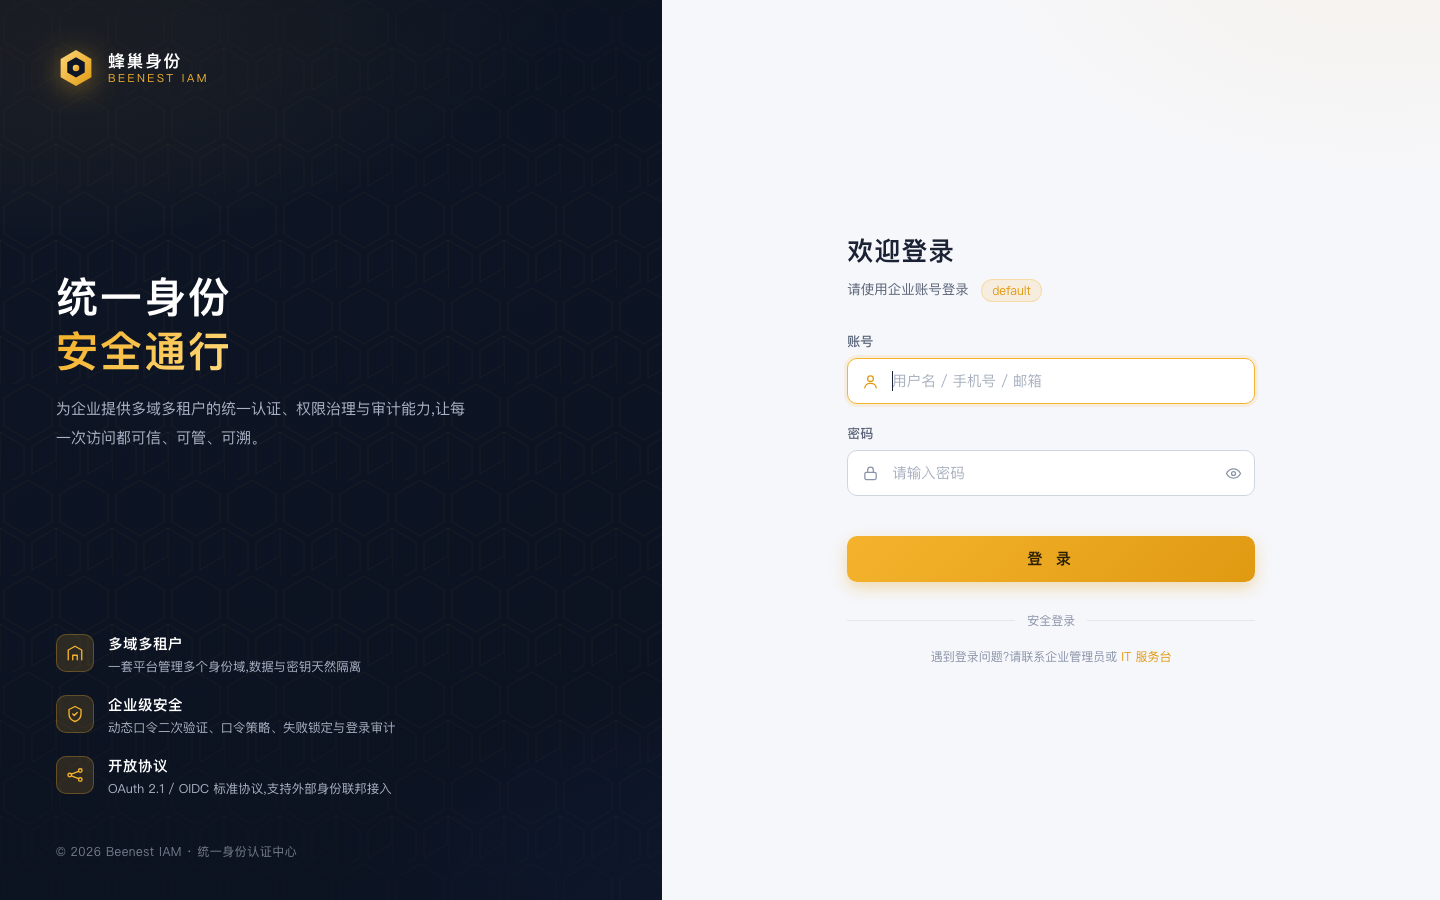 蜂巢身份
BEENEST IAM
统一身份
安全通行
为企业提供多域多租户的统一认证、权限治理与审计能力,让每
一次访问都可信、可管、可溯。
多域多租户
一套平台管理多个身份域,数据与密钥天然隔离
企业级安全
动态口令二次验证、口令策略、失败锁定与登录审计
开放协议
OAuth 2.1 / OIDC 标准协议,支持外部身份联邦接入
© 2026 Beenest IAM · 统一身份认证中心
欢迎登录
请使用企业账号登录 default
账号
用户名 / 手机号 / 邮箱
密码
请输入密码
登 录
安全登录
遇到登录问题?请联系企业管理员或 IT 服务台